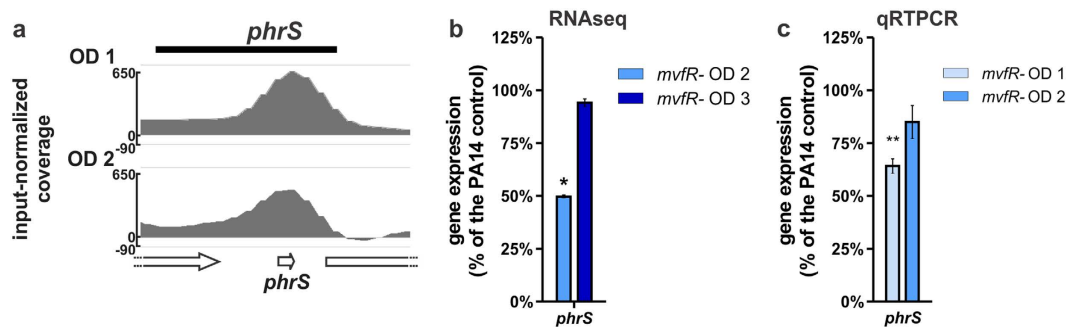 a
phrS
OD 1
650
0
-90
OD 2
650
0
-90
input-normalized
coverage
phrS
b
RNAseq
125%
100%
75%
50%
25%
0%
gene expression
(% of the PA14 control)
*
phrS
mvfR- OD 2
mvfR- OD 3
c
qRTPCR
125%
100%
75%
50%
25%
0%
gene expression
(% of the PA14 control)
**
phrS
mvfR- OD 1
mvfR- OD 2